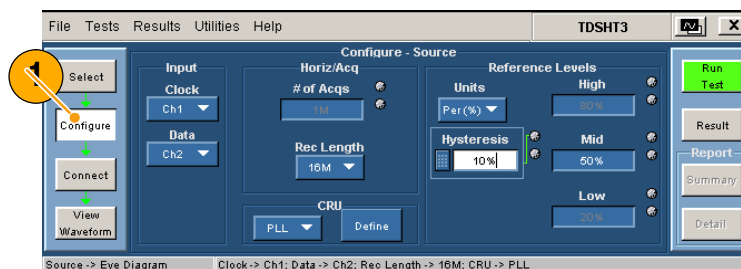 File Tests Results Utilities Help TDSHT3 X
1
Select
Configure
Connect
View
Waveform
Configure - Source
Input
Clock
Ch1
Data
Ch2
Horiz/Acq
# of Acqs
1M
Rec Length
16M
CRU
PLL Define
Reference Levels
Units
Per(%)
Hysteresis
10%
High
80%
Mid
50%
Low
20%
Run
Test
Result
Report
Summary
Detail
Source -> Eye Diagram Clock -> Ch1; Data -> Ch2; Rec Length -> 16M; CRU -> PLL